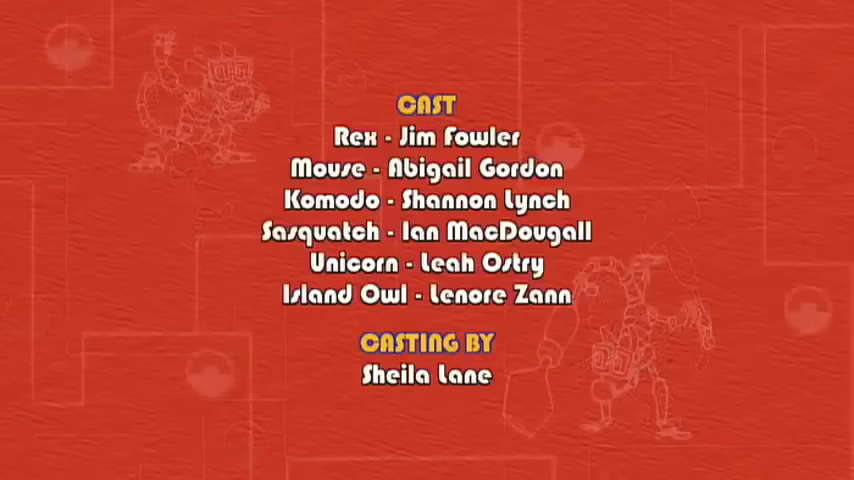 CAST
Rex - Jim Fowler
Mouse - Abigail Gordon
Komodo - Shannon Lynch
Sasquatch - Ian MacDougall
Unicorn - Leah Ostry
Island Owl - Lenore Zann
CASTING BY
Sheila Lane